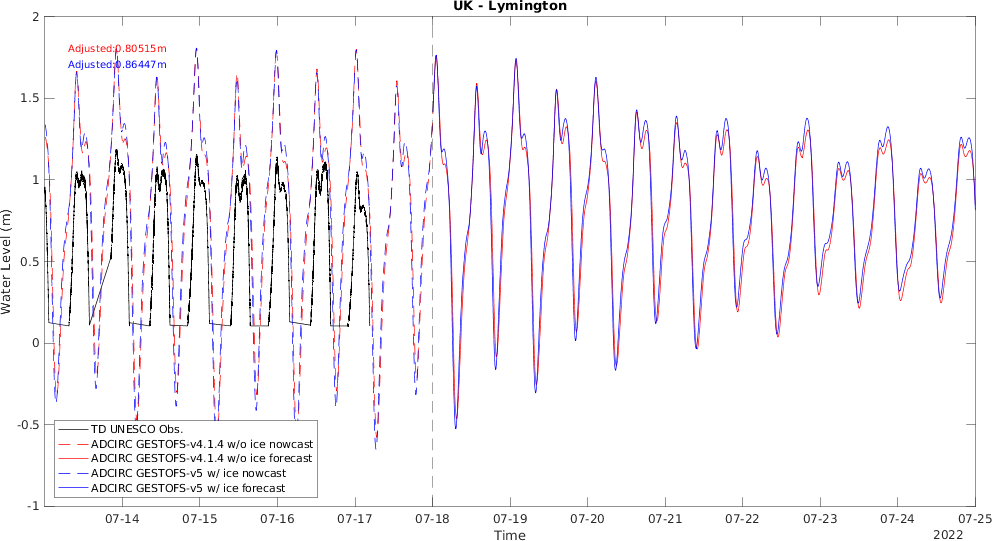 UK - Lymington
Adjusted:0.80515m
Adjusted:0.86447m
Water Level (m)
2
1.5
1
0.5
0
-0.5
-1
TD UNESCO Obs.
ADCIRC GESTOFS-v4.1.4 w/o ice nowcast
ADCIRC GESTOFS-v4.1.4 w/o ice forecast
ADCIRC GESTOFS-v5 w/ ice nowcast
ADCIRC GESTOFS-v5 w/ ice forecast
07-14 07-15 07-16 07-17 07-18 07-19 07-20 07-21 07-22 07-23 07-24 07-25
Time
2022